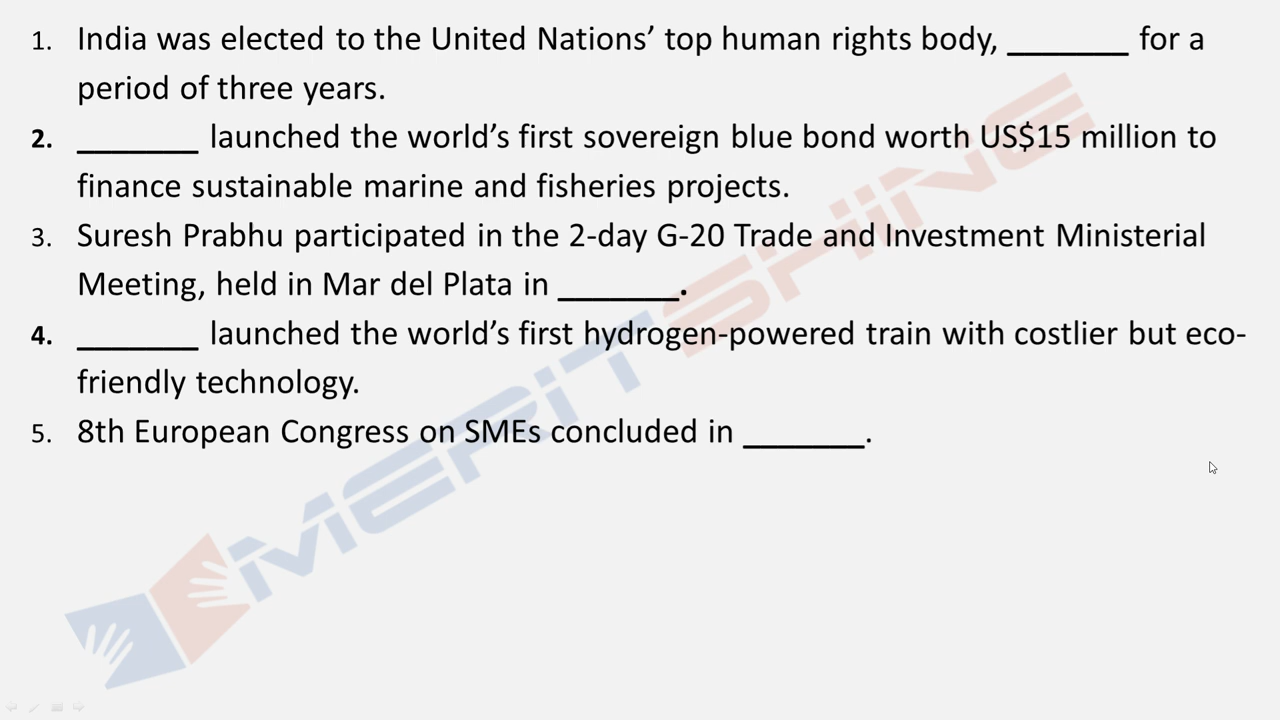 1. India was elected to the United Nations’ top human rights body, _______ for a
period of three years.
2. _______ launched the world’s first sovereign blue bond worth US$15 million to
finance sustainable marine and fisheries projects.
3. Suresh Prabhu participated in the 2-day G-20 Trade and Investment Ministerial
Meeting, held in Mar del Plata in _______.
4. _______ launched the world’s first hydrogen-powered train with costlier but eco-
friendly technology.
5. 8th European Congress on SMEs concluded in _______.
MERiT SHiNE